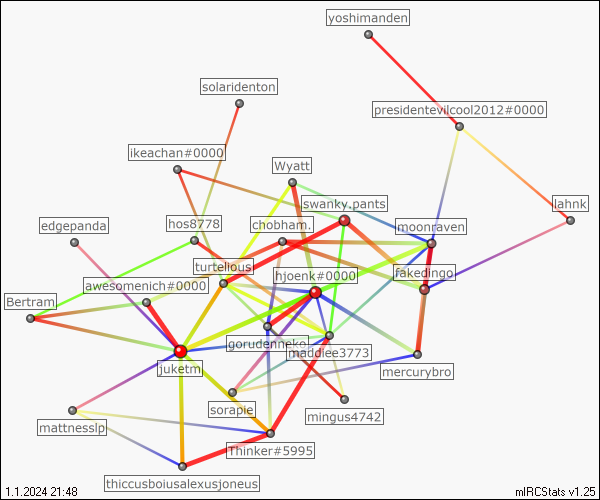 yoshimanden
solaridenton
presidentevilcool2012#0000
ikeachan#0000
Wyatt
swanky.pants
lahnk
edgepanda
hos8778
chobham.
moonraven
turtelious
hjoenk#0000
fakedingo
awesomenich#0000
Bertram
gorudenneko.
maddiee3773
juketm
mercurybro
sorapie
mingus4742
mattnesslp
Thinker#5995
thiccusboiusalexusjoneus
1.1.2024 21:48
mIRCStats v1.25